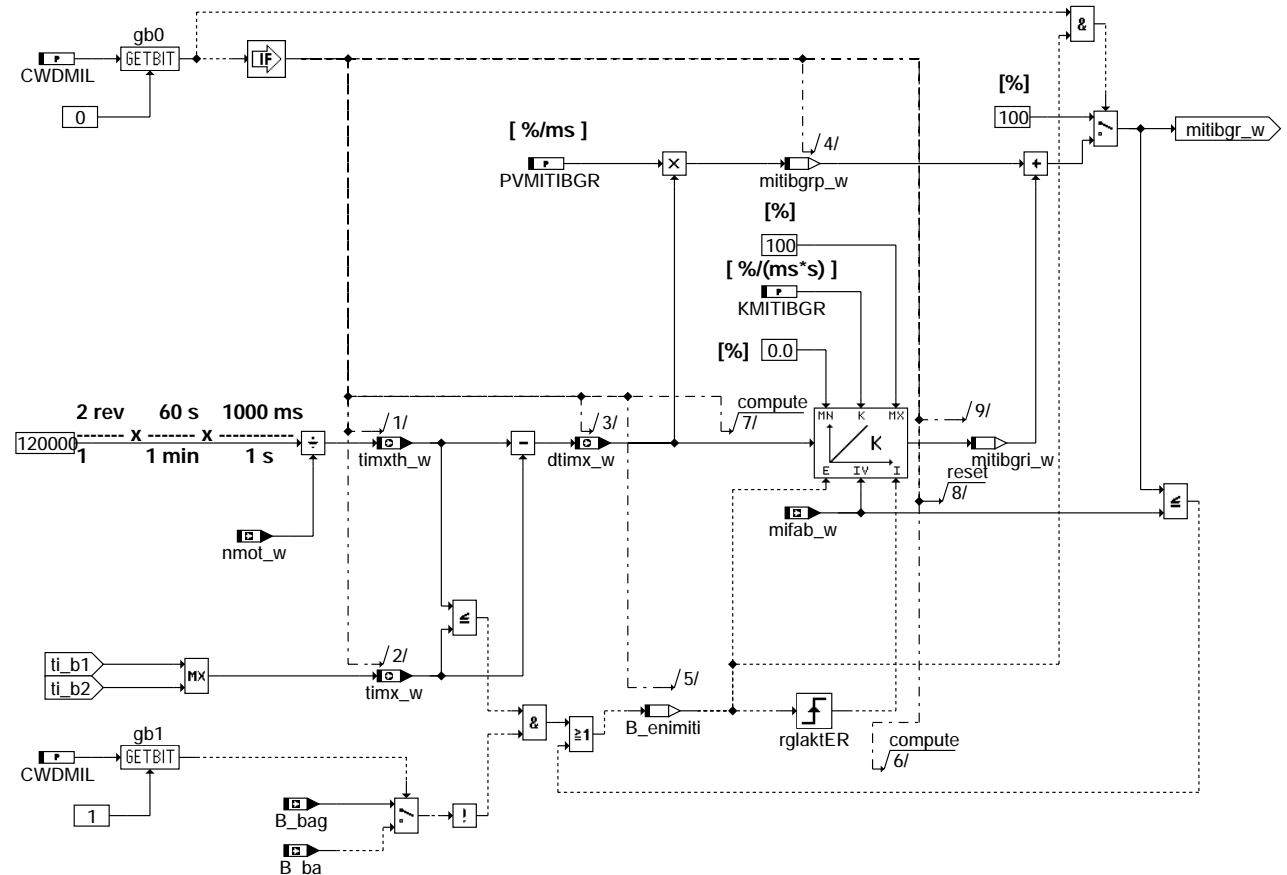 gb0
CWDMIL
GETBIT
IF
&
0
[%]
100
mitibgr_w
[ %/ms ]
4/
PVMITIBGR
×
mitibgrp_w
+
[%]
100
[ %/(ms*s) ]
KMITIBGR
[%] 0.0
2 rev 60 s 1000 ms
------ x ------ x ---------
1 1 min 1 s
120000
÷
1/
timxth_w
-
3/
dtimx_w
compute
7/
MN K MX
K
E IV I
9/
mitibgri_w
reset
8/
nmot_w
mifab_w
≤
≤
ti_b1
ti_b2
MX
2/
timx_w
5/
B_enimiti
rglaktER
compute
6/
&
≥1
gb1
CWDMIL
GETBIT
1
B_bag
!
B_ba